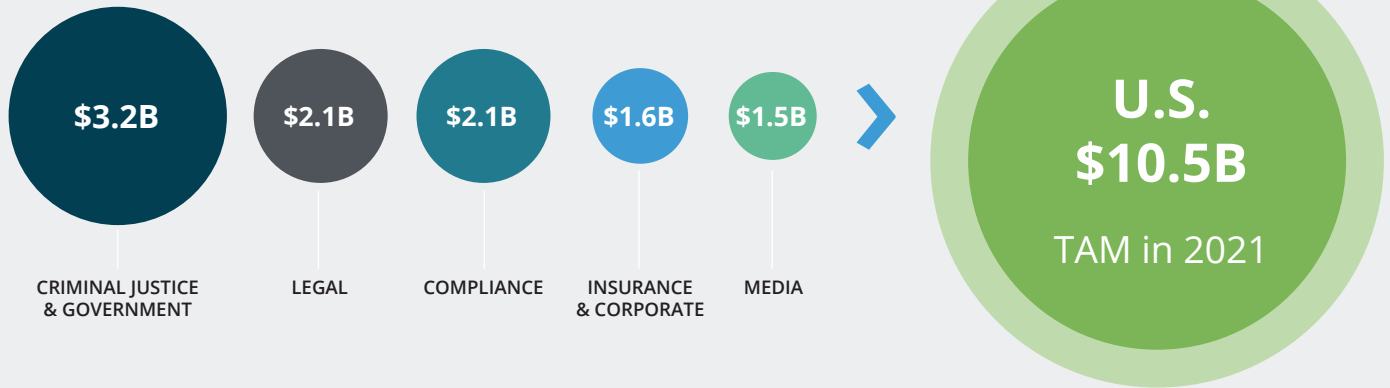 $3.2B
$2.1B
$2.1B
$1.6B
$1.5B
CRIMINAL JUSTICE
& GOVERNMENT
LEGAL
COMPLIANCE
INSURANCE
& CORPORATE
MEDIA
U.S.
$10.5B
TAM in 2021